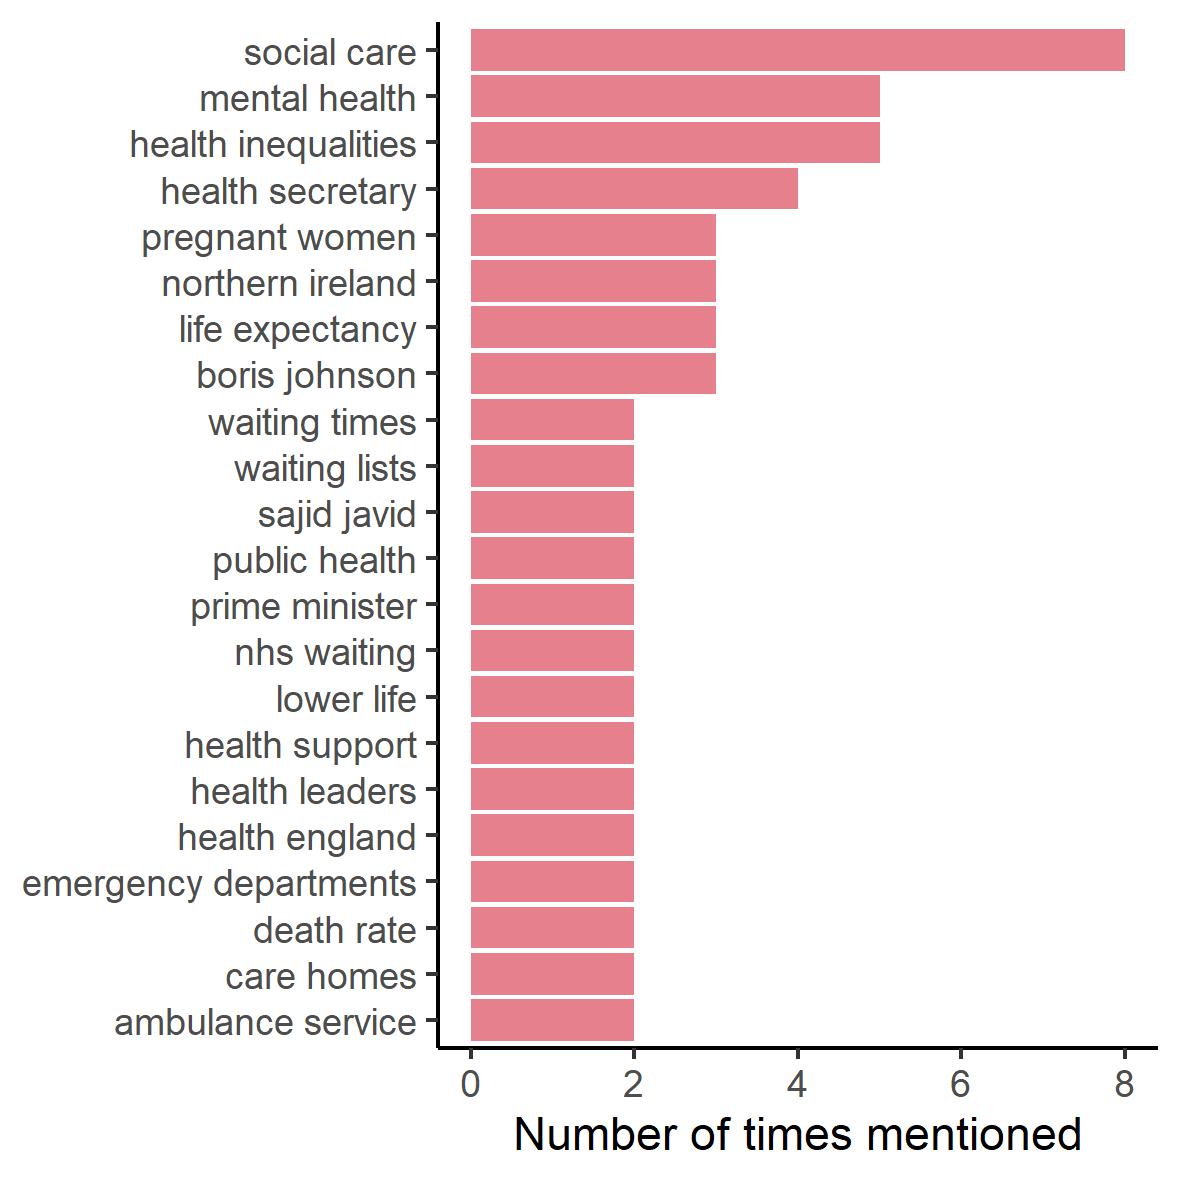 social care
mental health
health inequalities
health secretary
pregnant women
northern ireland
life expectancy
boris johnson
waiting times
waiting lists
sajid javid
public health
prime minister
nhs waiting
lower life
health support
health leaders
health england
emergency departments
death rate
care homes
ambulance service
0 2 4 6 8
Number of times mentioned